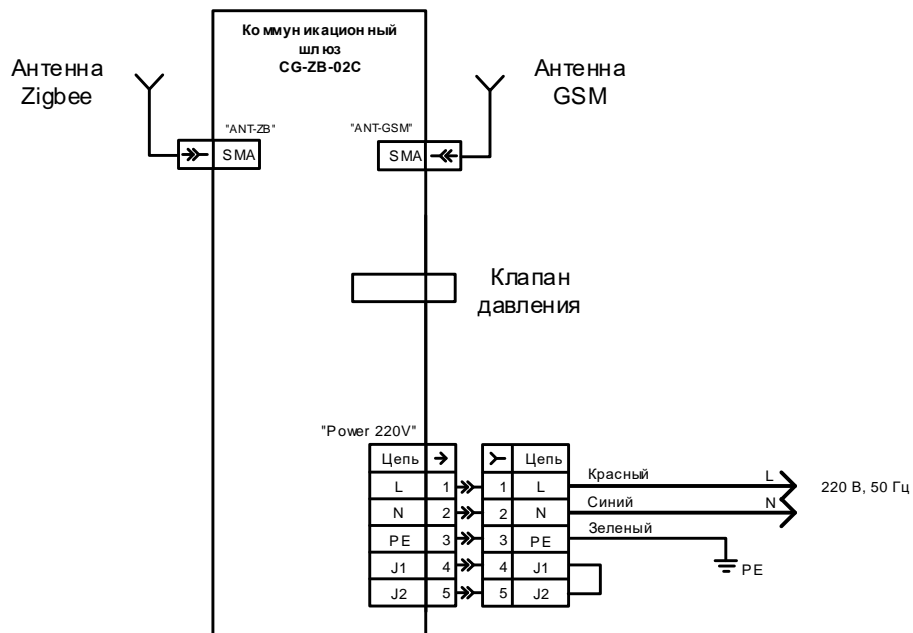 Коммуникационный
шлюз
CG-ZB-02C
Антенна
Zigbee
Антенна
GSM
"ANT-ZB"
"ANT-GSM"
SMA
SMA
Клапан
давления
"Power 220V"
Цепь
Цепь
L 1 1 L Красный L
220 В, 50 Гц
N 2 2 N Синий N
PE 3 3 PE Зеленый
PE
J1 4 4 J1
J2 5 5 J2